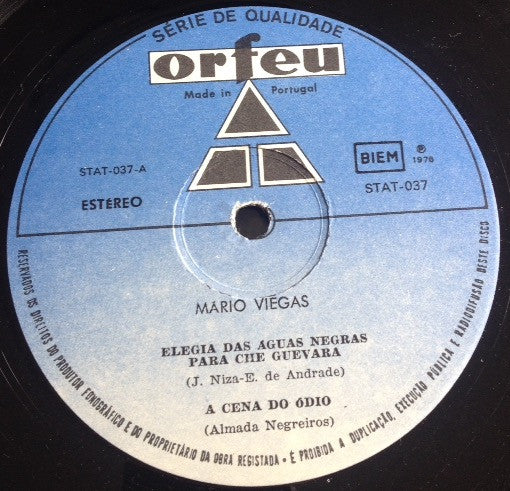 SÉRIE DE QUALIDADE
orfeu
Made in Portugal
STAT-037-A
ESTÉREO
BIEM
℗
1976
STAT-037
MÁRIO VIEGAS
ELEGIA DAS AGUAS NEGRAS
PARA CHE GUEVARA
(J. Niza-E. de Andrade)
A CENA DO ÓDIO
(Almada Negreiros)
RESERVADOS OS DIREITOS DO PRODUTOR FONOGRÁFICO E DO PROPRIETÁRIO DA OBRA REGISTADA - É PROIBIDA A DUPLICAÇÃO, EXECUÇÃO PÚBLICA E RADIODIFUSÃO DESTE DISCO